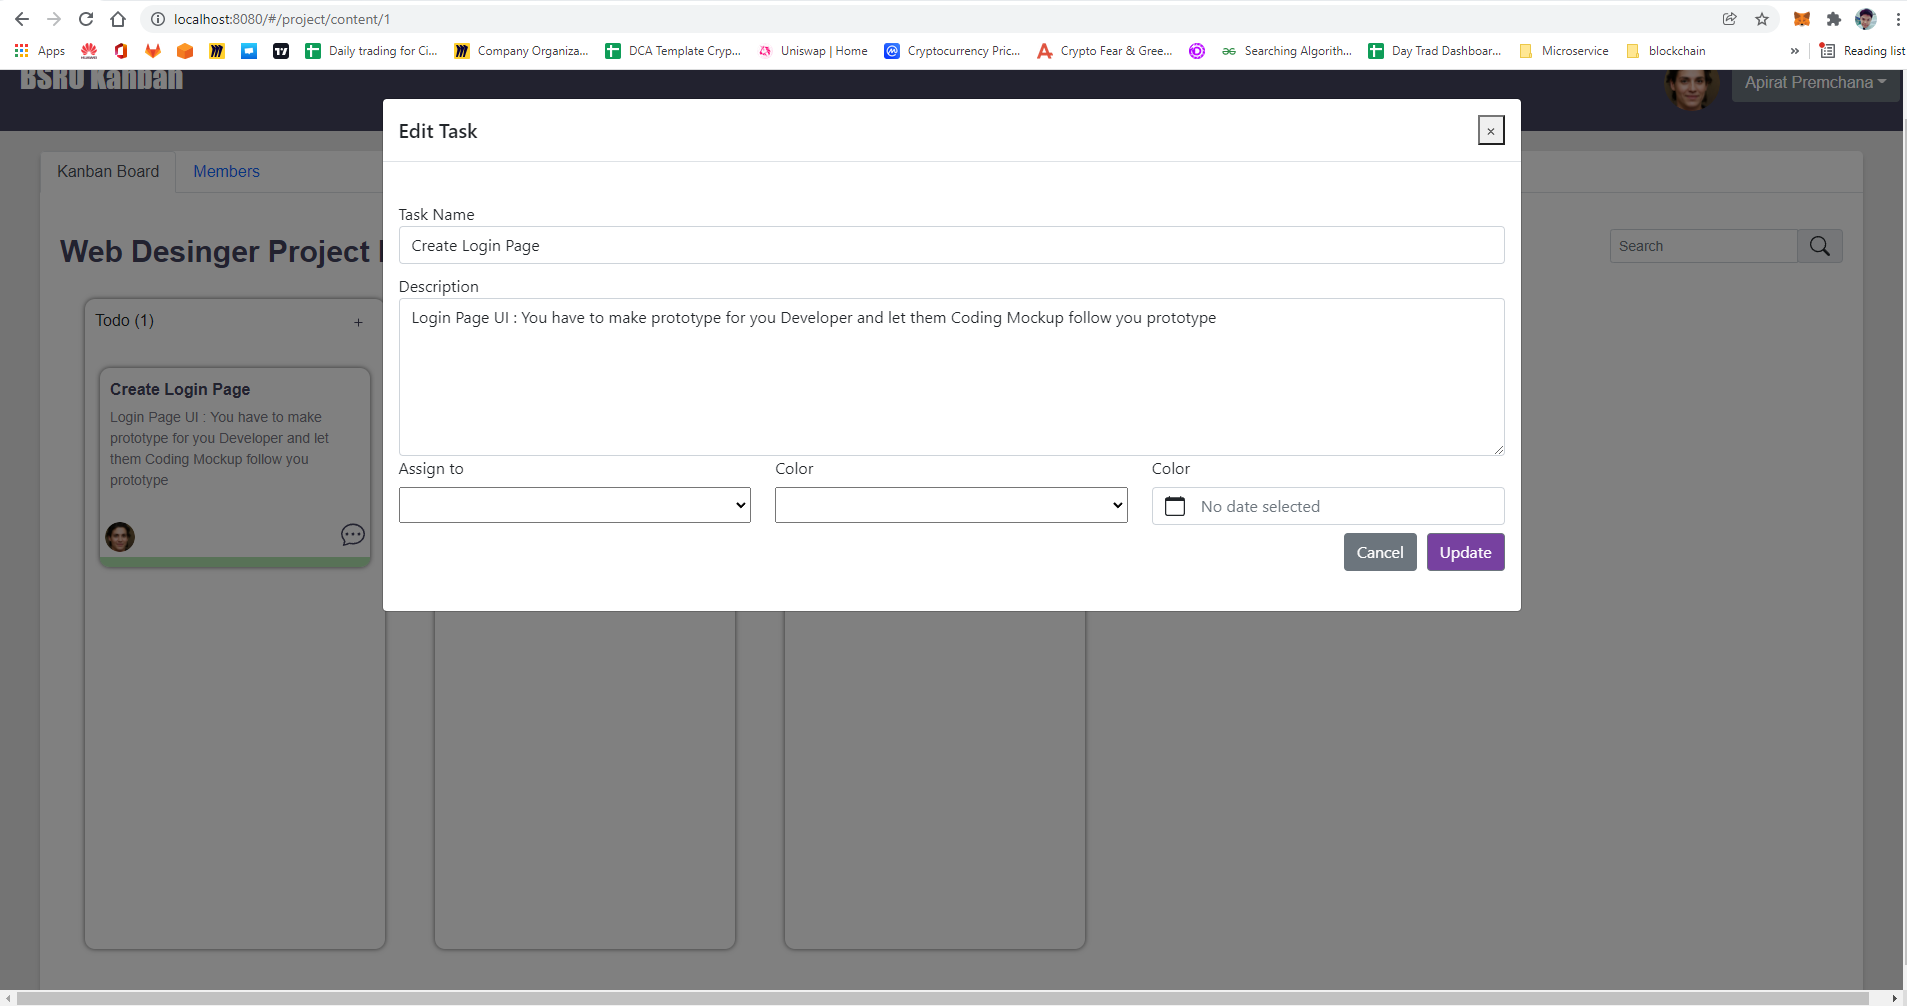 localhost:8080/#/project/content/1
Apps
Daily trading for Ci...
Company Organiza...
DCA Template Cryp...
Uniswap | Home
Cryptocurrency Pric...
Crypto Fear & Gree...
Searching Algorith...
Day Trad Dashboar...
Microservice
blockchain
»
Reading list
BSRU Kanban
Apirat Premchana
Edit Task
×
Kanban Board
Members
Task Name
Create Login Page
Web Desinger Project
Search
Description
Login Page UI : You have to make prototype for you Developer and let them Coding Mockup follow you prototype
Todo (1)
+
Create Login Page
Login Page UI : You have to make
prototype for you Developer and let
them Coding Mockup follow you
prototype
Assign to
Color
Color
No date selected
Cancel
Update